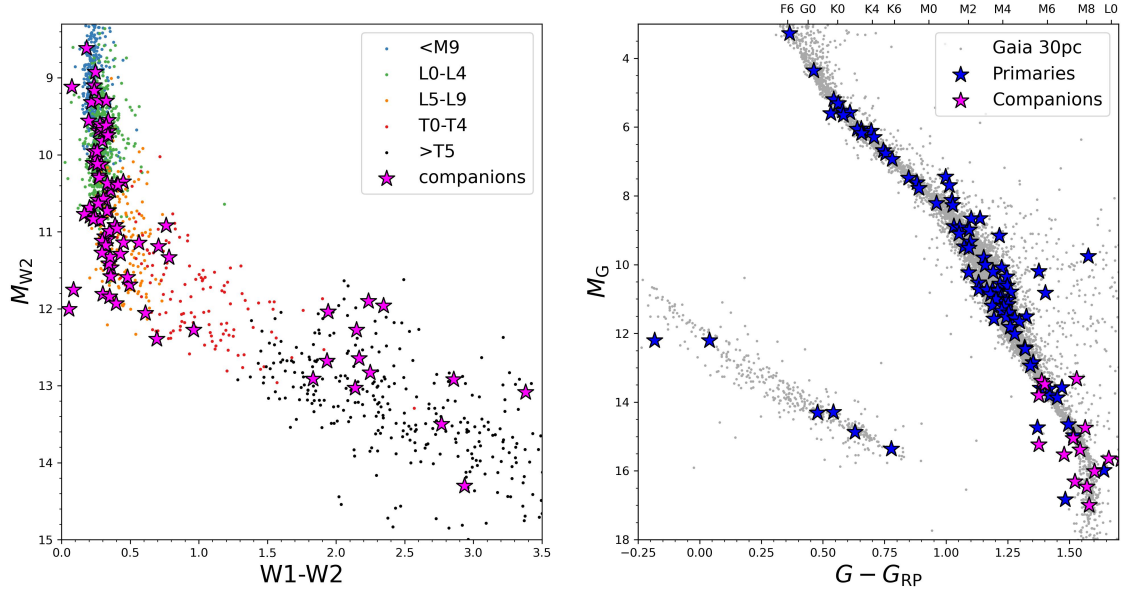 F6 G0 K0 K4 K6 M0 M2 M4 M6 M8 L0
9
10
11
12
13
14
15
M_W2
<M9
L0-L4
L5-L9
T0-T4
>T5
companions
0.0 0.5 1.0 1.5 2.0 2.5 3.0 3.5
W1-W2
4
6
8
10
12
14
16
18
M_G
Gaia 30pc
Primaries
Companions
−0.25 0.00 0.25 0.50 0.75 1.00 1.25 1.50
G − G_RP